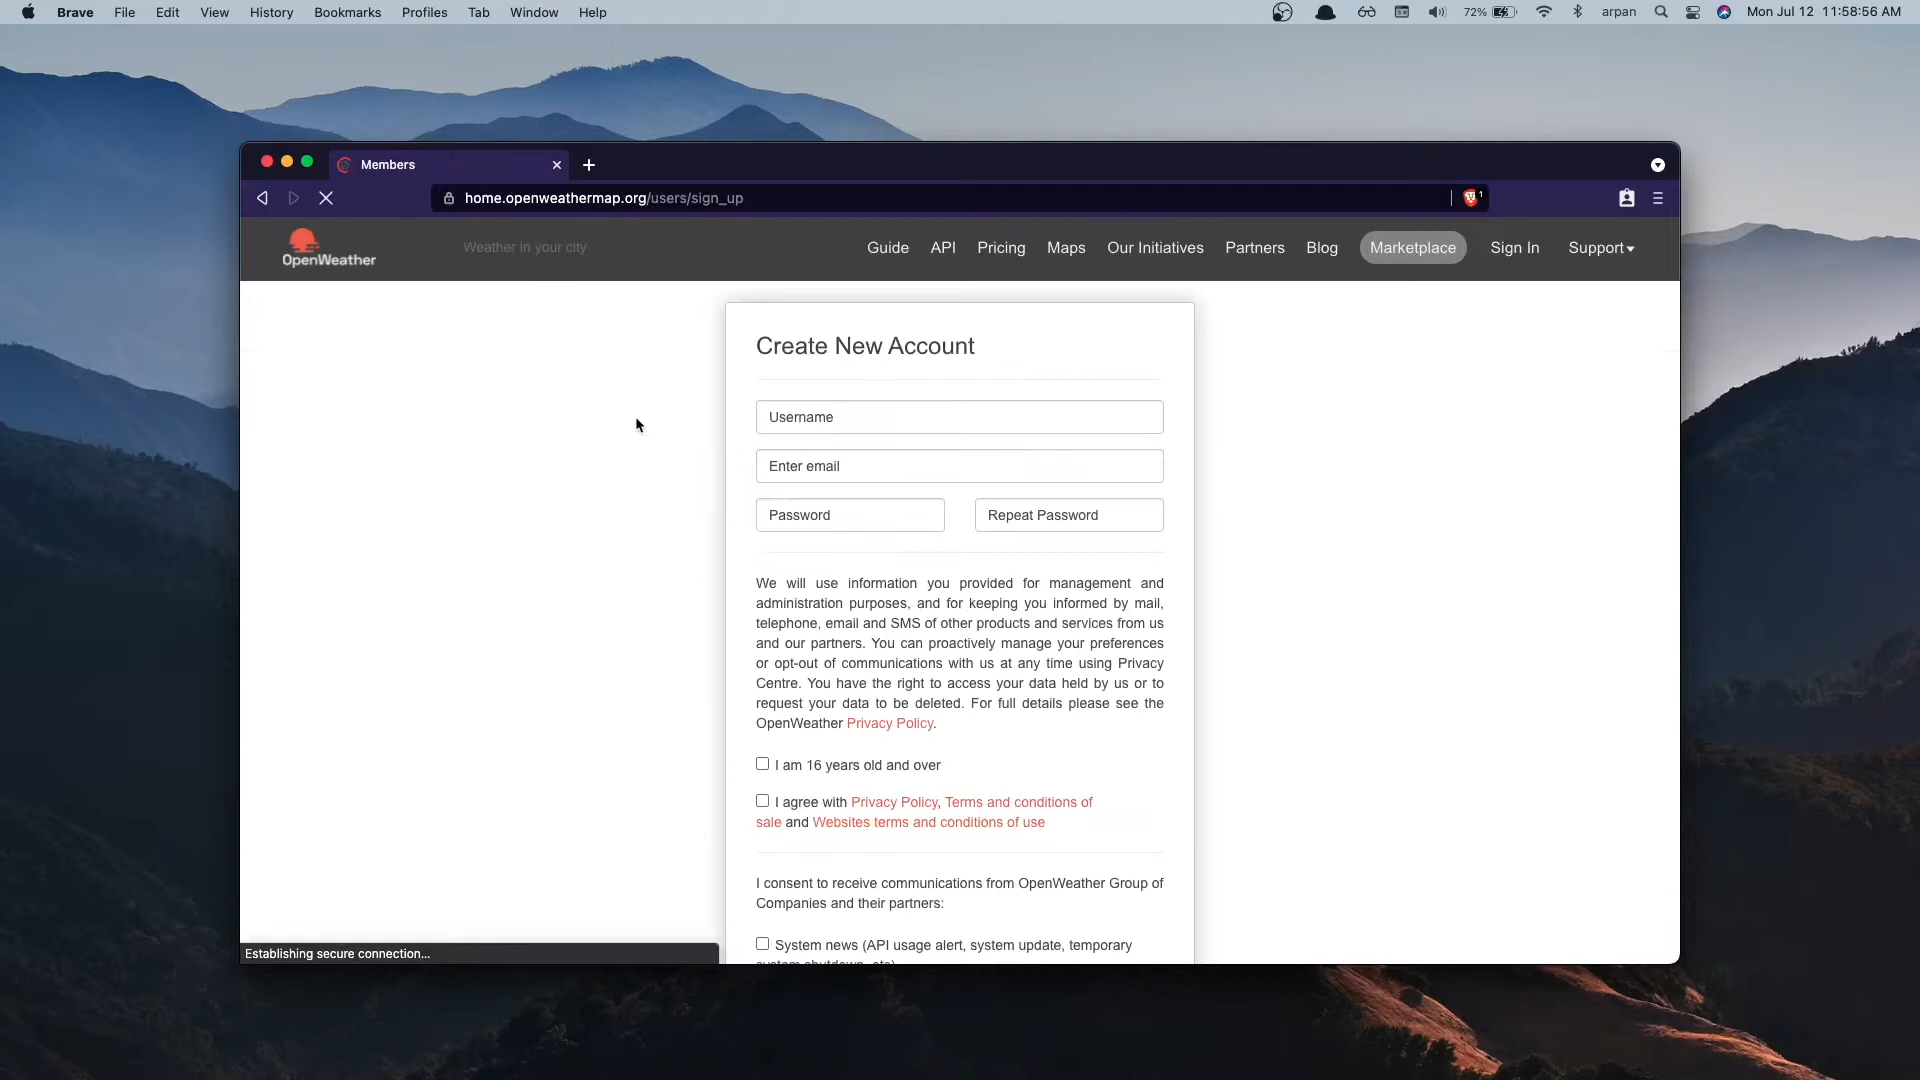 Brave File Edit View History Bookmarks Profiles Tab Window Help
72% arpan Mon Jul 12 11:58:56 AM
Members
home.openweathermap.org/users/sign_up
1
OpenWeather
Weather in your city
Guide API Pricing Maps Our Initiatives Partners Blog Marketplace Sign In Support
Create New Account
Username
Enter email
Password Repeat Password
We will use information you provided for management and
administration purposes, and for keeping you informed by mail,
telephone, email and SMS of other products and services from us
and our partners. You can proactively manage your preferences
or opt-out of communications with us at any time using Privacy
Centre. You have the right to access your data held by us or to
request your data to be deleted. For full details please see the
OpenWeather Privacy Policy.
I am 16 years old and over
I agree with Privacy Policy, Terms and conditions of
sale and Websites terms and conditions of use
I consent to receive communications from OpenWeather Group of
Companies and their partners:
System news (API usage alert, system update, temporary
system shutdown, etc)
Establishing secure connection...